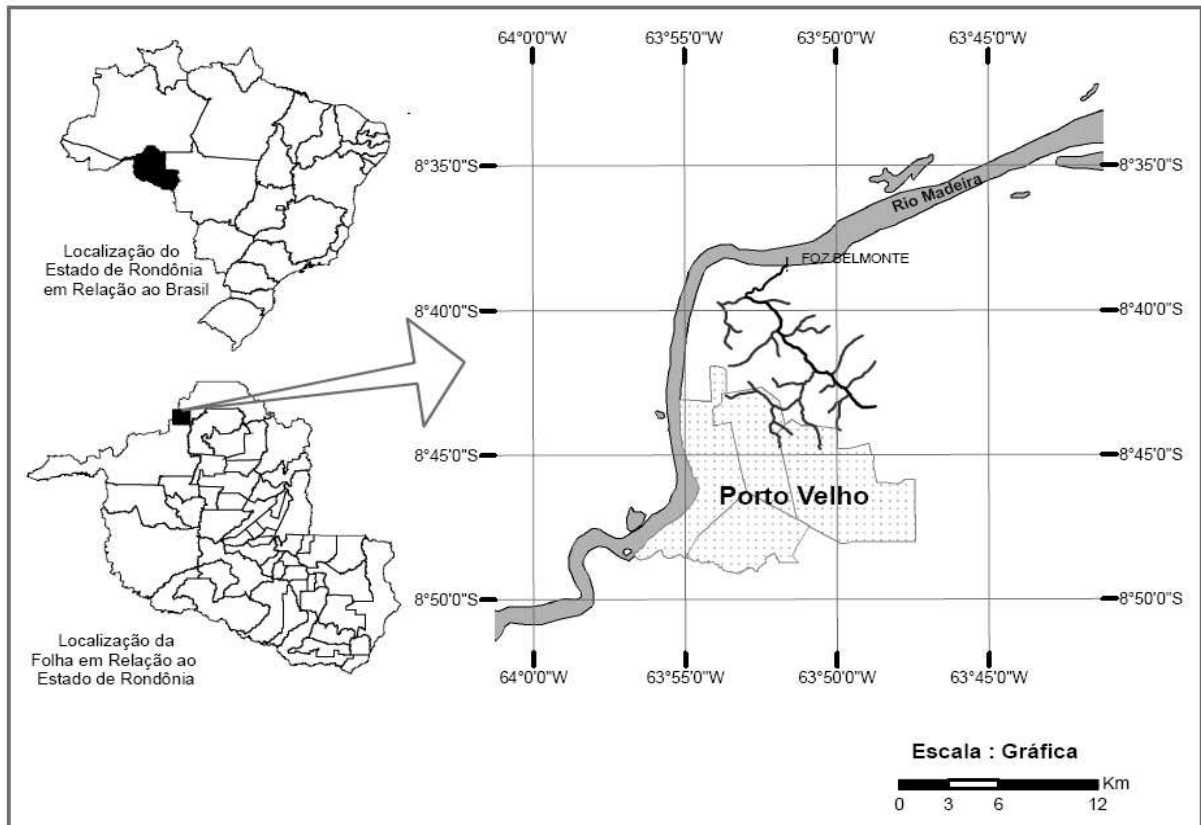 Localização do
Estado de Rondônia
em Relação ao Brasil
Localização da
Folha em Relação ao
Estado de Rondônia
64°0'0"W 63°55'0"W 63°50'0"W 63°45'0"W
8°35'0"S 8°35'0"S
Rio Madeira
FOZ BELMONTE
8°40'0"S 8°40'0"S
8°45'0"S 8°45'0"S
Porto Velho
8°50'0"S 8°50'0"S
64°0'0"W 63°55'0"W 63°50'0"W 63°45'0"W
Escala : Gráfica
Km
0 3 6 12